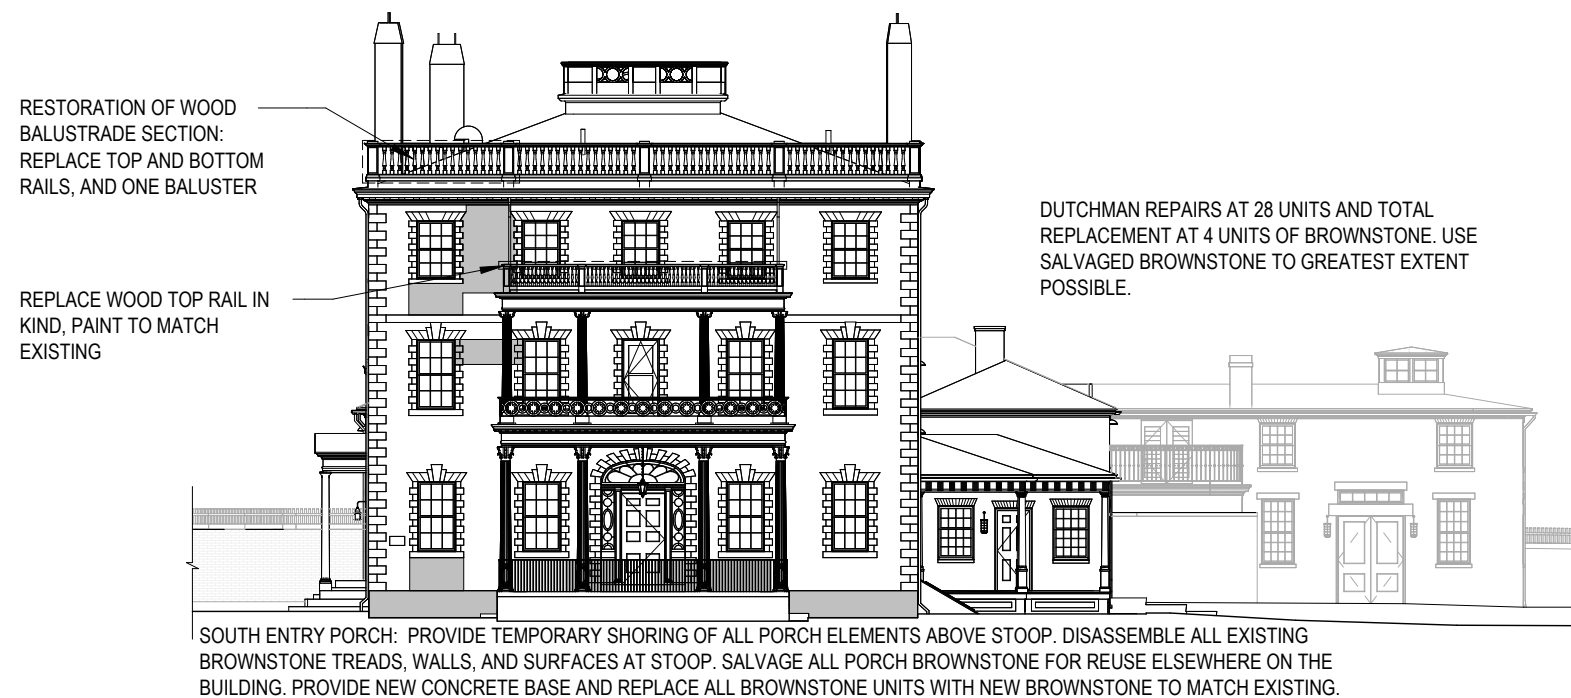 RESTORATION OF WOOD
BALUSTRADE SECTION:
REPLACE TOP AND BOTTOM
RAILS, AND ONE BALUSTER
REPLACE WOOD TOP RAIL IN
KIND, PAINT TO MATCH
EXISTING
DUTCHMAN REPAIRS AT 28 UNITS AND TOTAL
REPLACEMENT AT 4 UNITS OF BROWNSTONE. USE
SALVAGED BROWNSTONE TO GREATEST EXTENT
POSSIBLE.
SOUTH ENTRY PORCH: PROVIDE TEMPORARY SHORING OF ALL PORCH ELEMENTS ABOVE STOOP. DISASSEMBLE ALL EXISTING
BROWNSTONE TREADS, WALLS, AND SURFACES AT STOOP. SALVAGE ALL PORCH BROWNSTONE FOR REUSE ELSEWHERE ON THE
BUILDING. PROVIDE NEW CONCRETE BASE AND REPLACE ALL BROWNSTONE UNITS WITH NEW BROWNSTONE TO MATCH EXISTING.